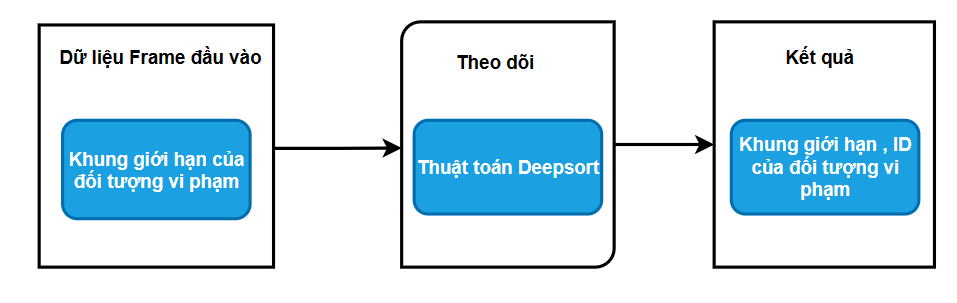 Dữ liệu Frame đầu vào
Khung giới hạn của
đối tượng vi phạm
Theo dõi
Thuật toán Deepsort
Kết quả
Khung giới hạn , ID
của đối tượng vi
phạm